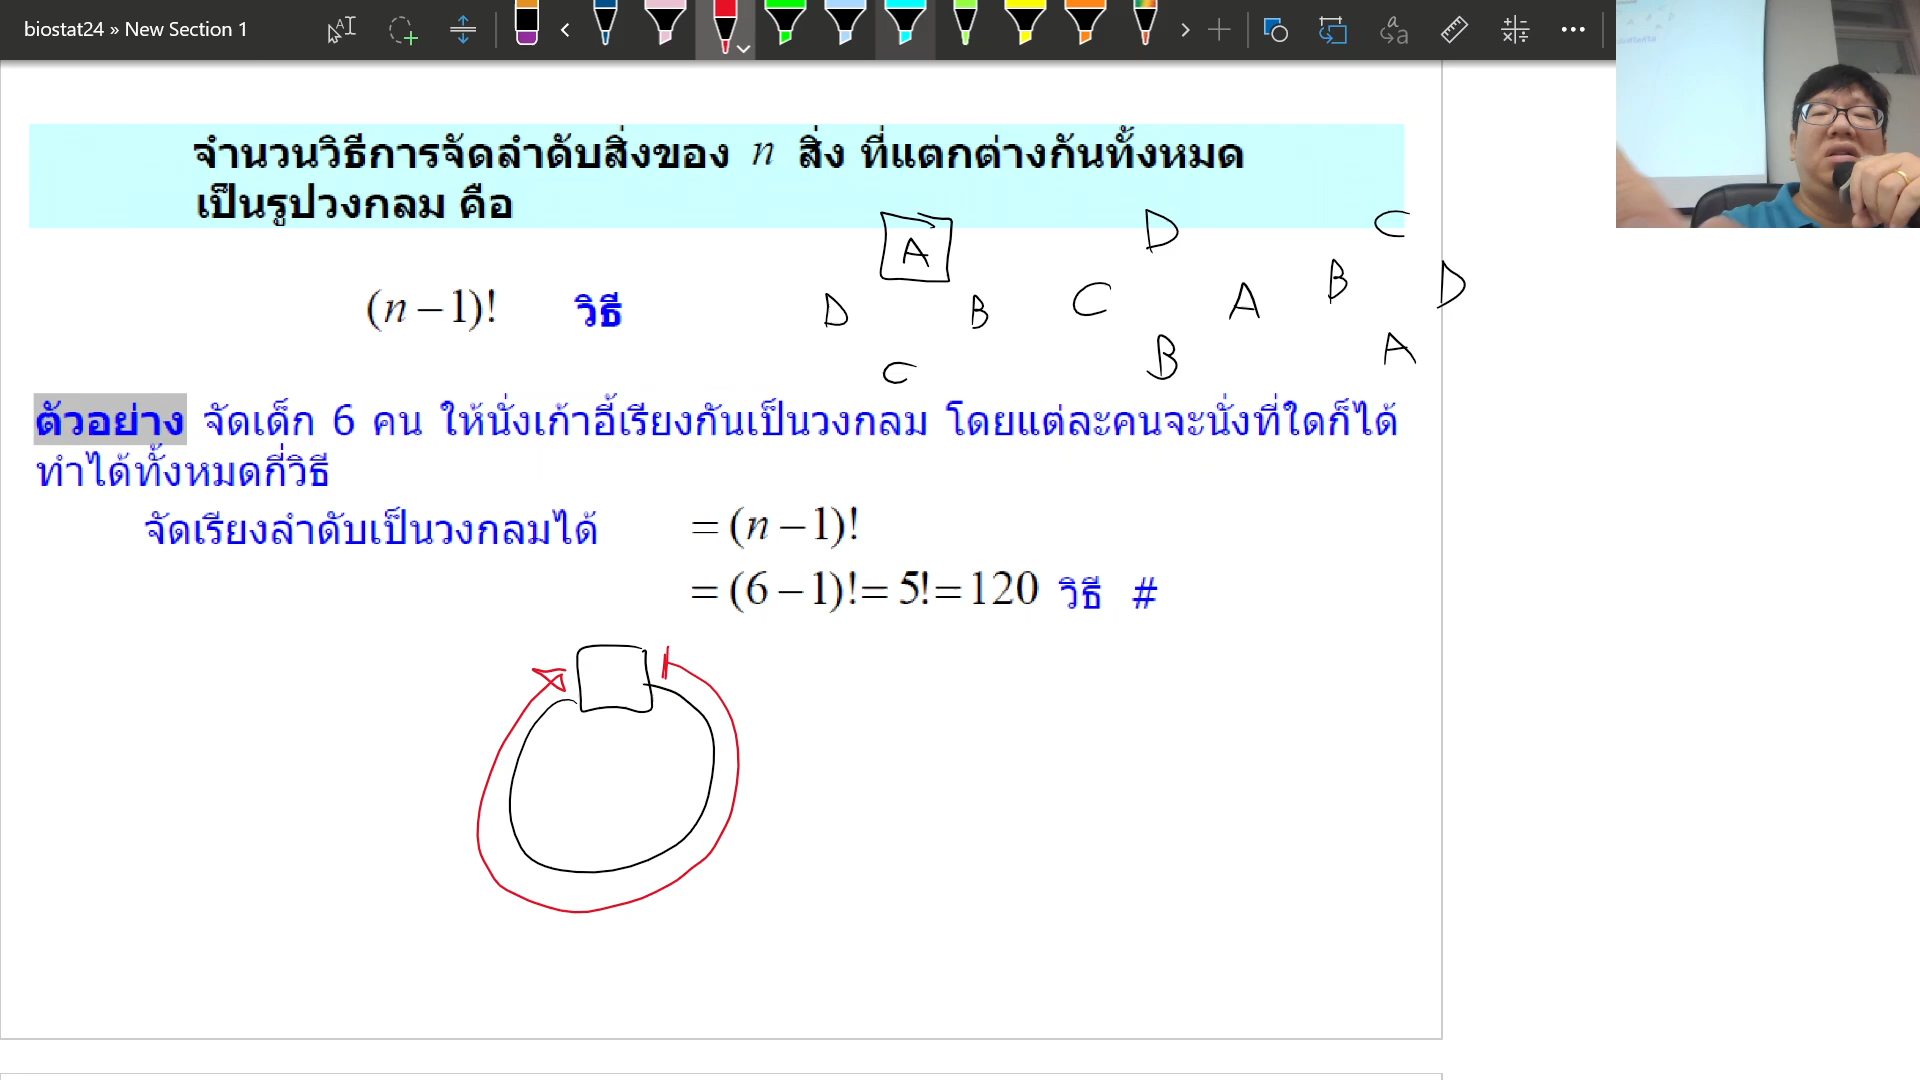 biostat24 » New Section 1
จำนวนวิธีการจัดลำดับสิ่งของ n สิ่ง ที่แตกต่างกันทั้งหมด
เป็นรูปวงกลม คือ
(n − 1)! วิธี
A
D B
C
D
C A
B
C
B D
A
ตัวอย่าง จัดเด็ก 6 คน ให้นั่งเก้าอี้เรียงกันเป็นวงกลม โดยแต่ละคนจะนั่งที่ใดก็ได้
ทำได้ทั้งหมดกี่วิธี
จัดเรียงลำดับเป็นวงกลมได้ = (n − 1)!
= (6 − 1)! = 5! = 120 วิธี #